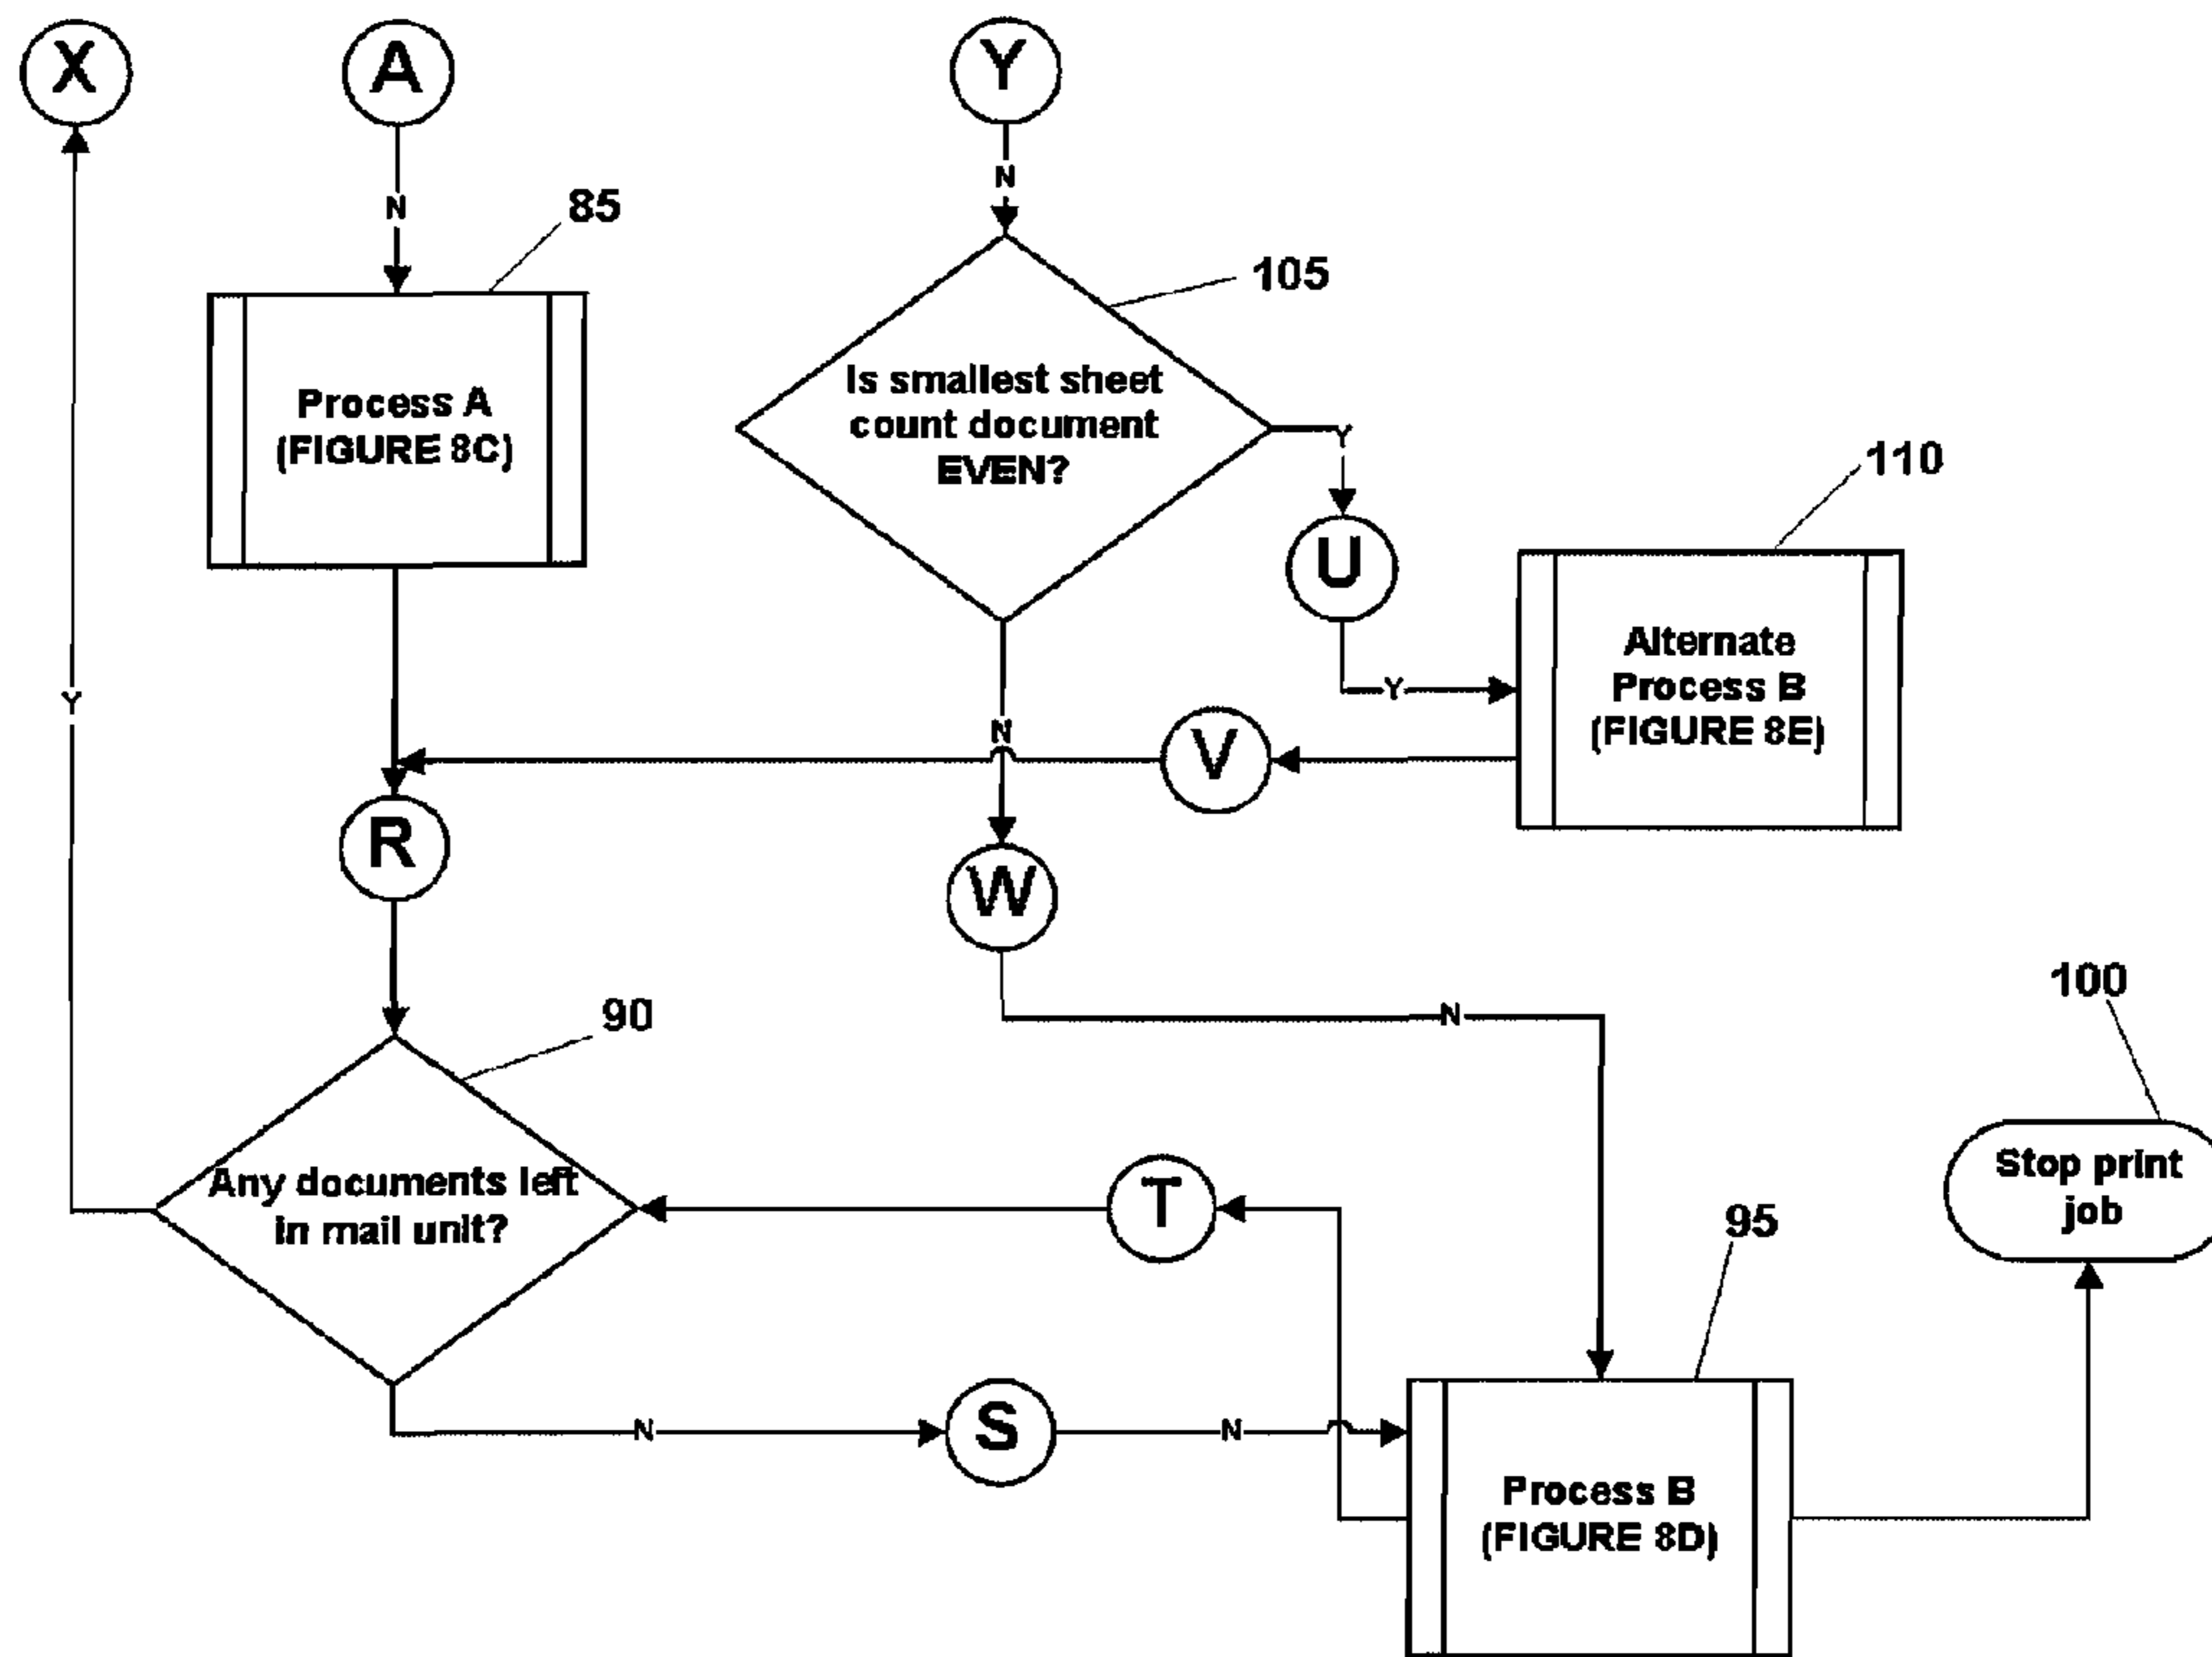 X
A
Y
N
N
85
105
Process A
(FIGURE 8C)
Is smallest sheet
count document
EVEN?
Y
110
U
Alternate
Process B
(FIGURE 8E)
Y
Y
N
V
R
W
90
100
N
Any documents left
in mail unit?
T
Stop print
job
95
N
S
N
Process B
(FIGURE 8D)